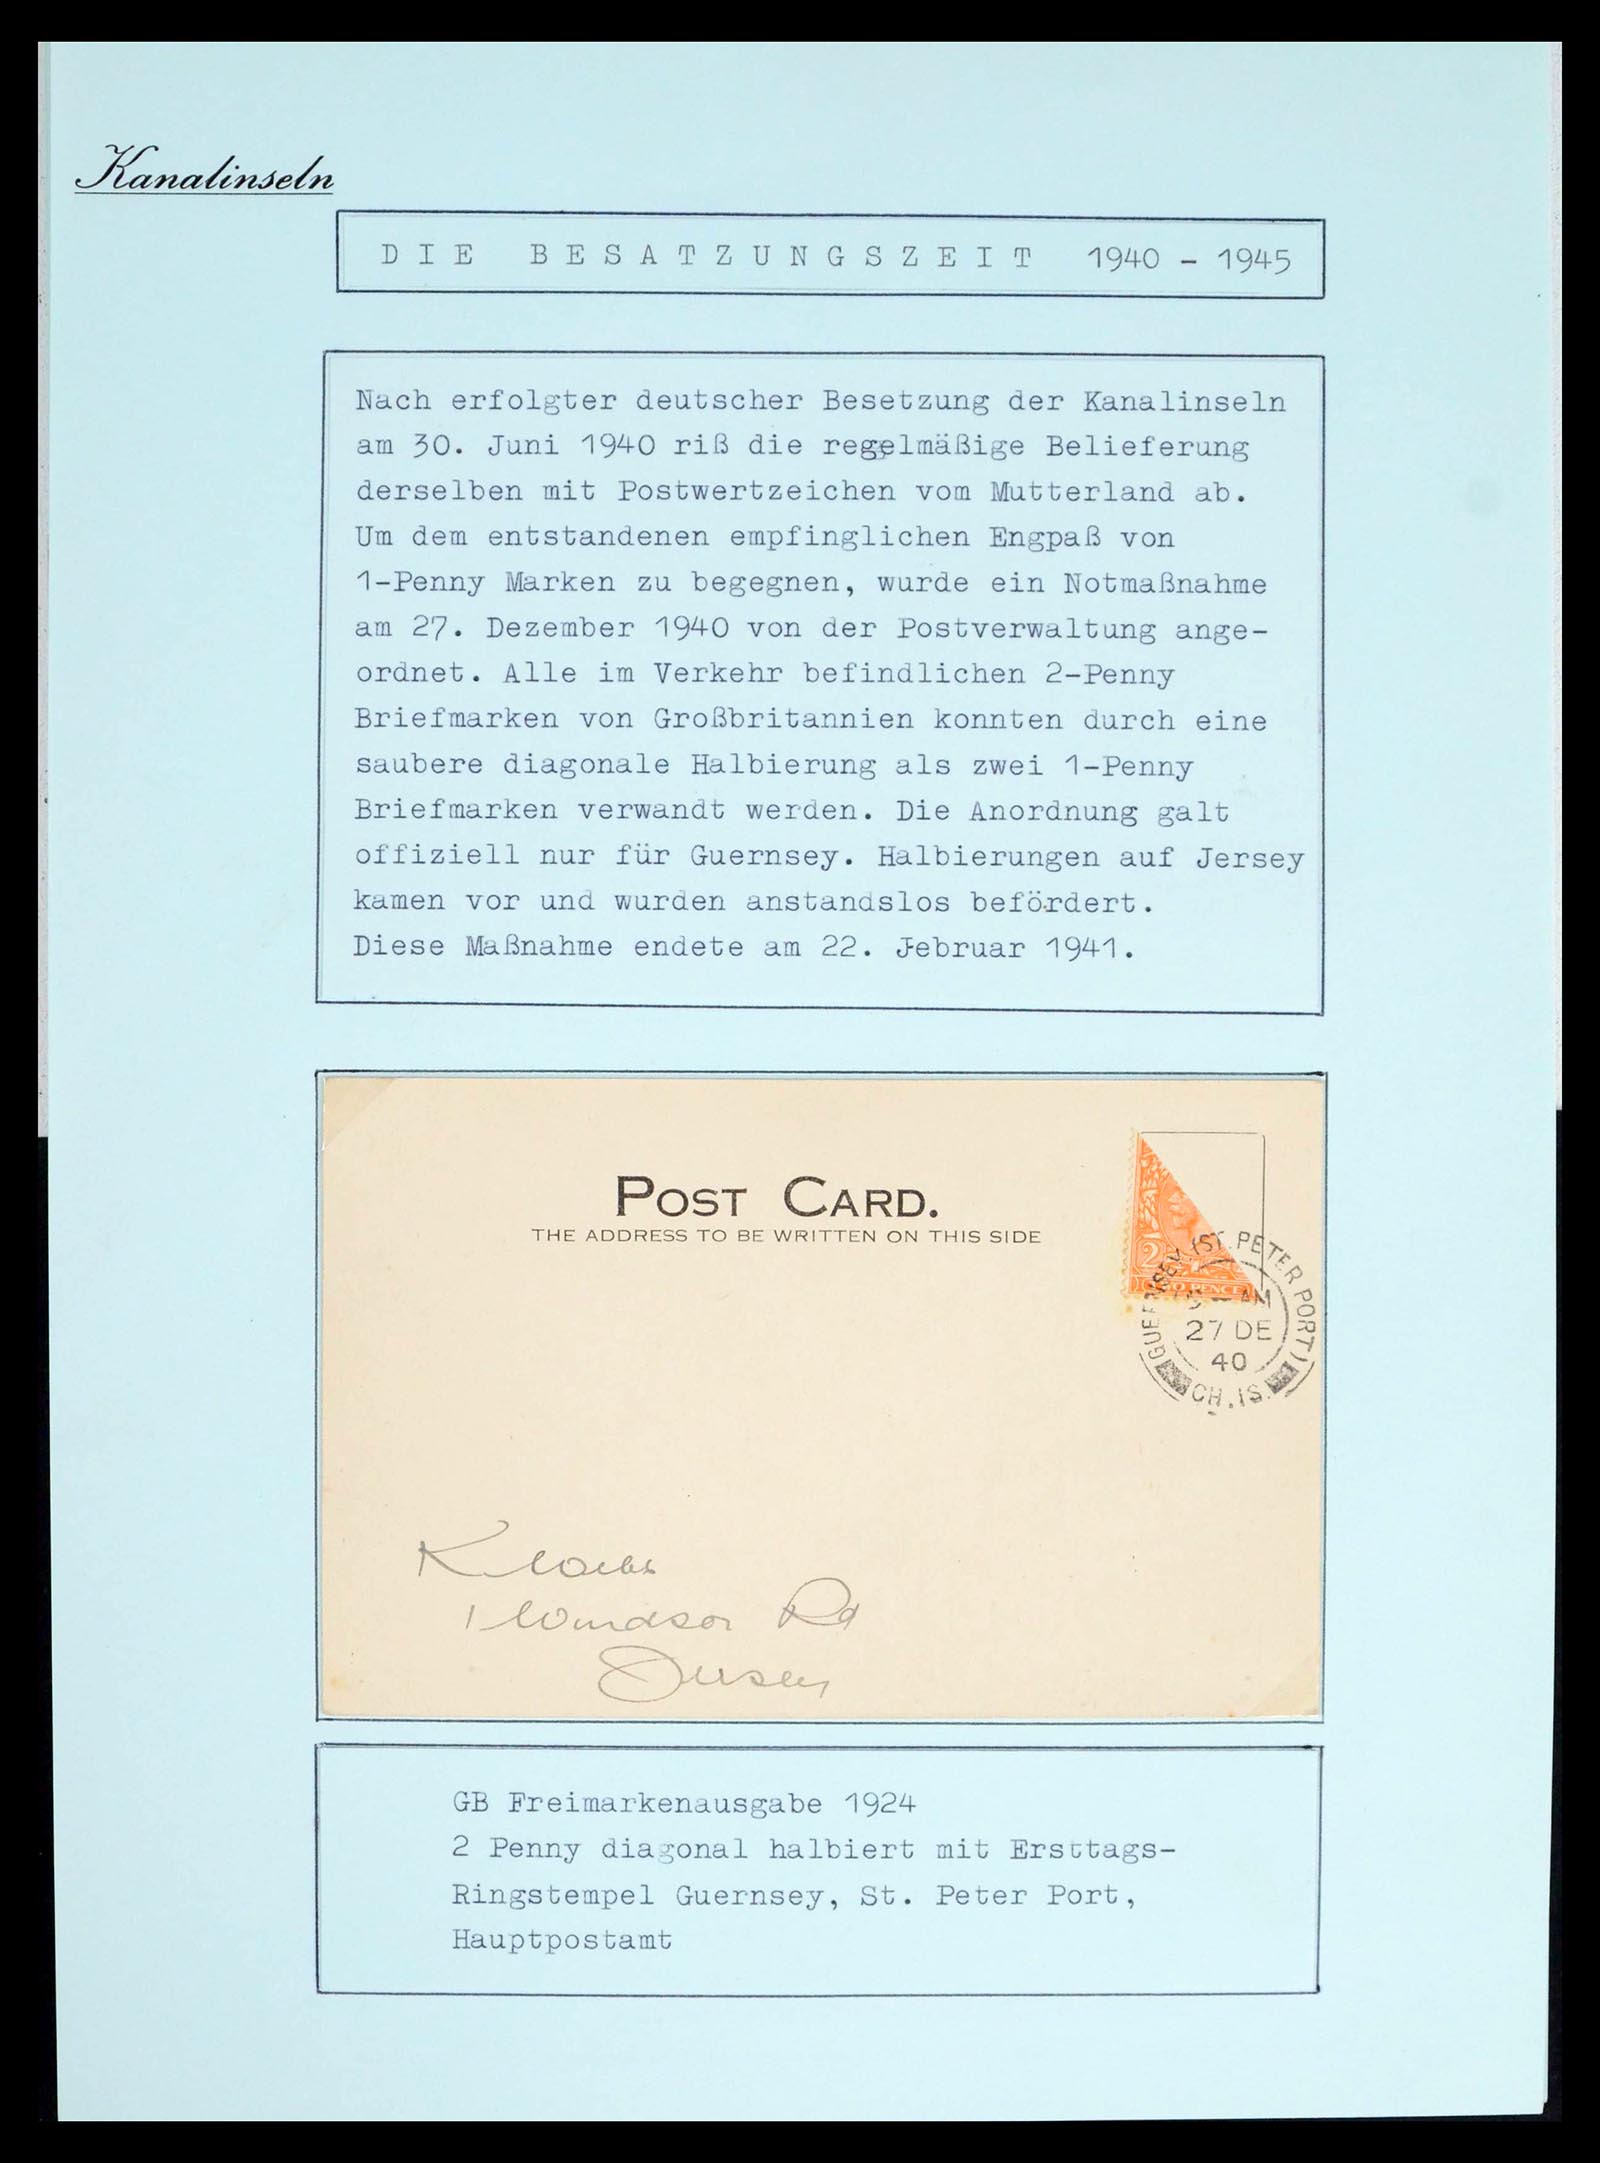 Kanalinseln
DIE BESATZUNGSZEIT 1940 - 1945
Nach erfolgter deutscher Besetzung der Kanalinseln
am 30. Juni 1940 riß die regelmäßige Belieferung
derselben mit Postwertzeichen vom Mutterland ab.
Um dem entstandenen empfinglichen Engpaß von
1-Penny Marken zu begegnen, wurde ein Notmaßnahme
am 27. Dezember 1940 von der Postverwaltung ange-
ordnet. Alle im Verkehr befindlichen 2-Penny
Briefmarken von Großbritannien konnten durch eine
saubere diagonale Halbierung als zwei 1-Penny
Briefmarken verwandt werden. Die Anordnung galt
offiziell nur für Guernsey. Halbierungen auf Jersey
kamen vor und wurden anstandslos befördert.
Diese Maßnahme endete am 22. Februar 1941.
POST CARD.
THE ADDRESS TO BE WRITTEN ON THIS SIDE
2
PENCE
GUERNSEY (ST. PETER PORT)
AM
27 DE
40
CH. IS.
1 Windsor Rd
Jersey
GB Freimarkenausgabe 1924
2 Penny diagonal halbiert mit Ersttags-
Ringstempel Guernsey, St. Peter Port,
Hauptpostamt